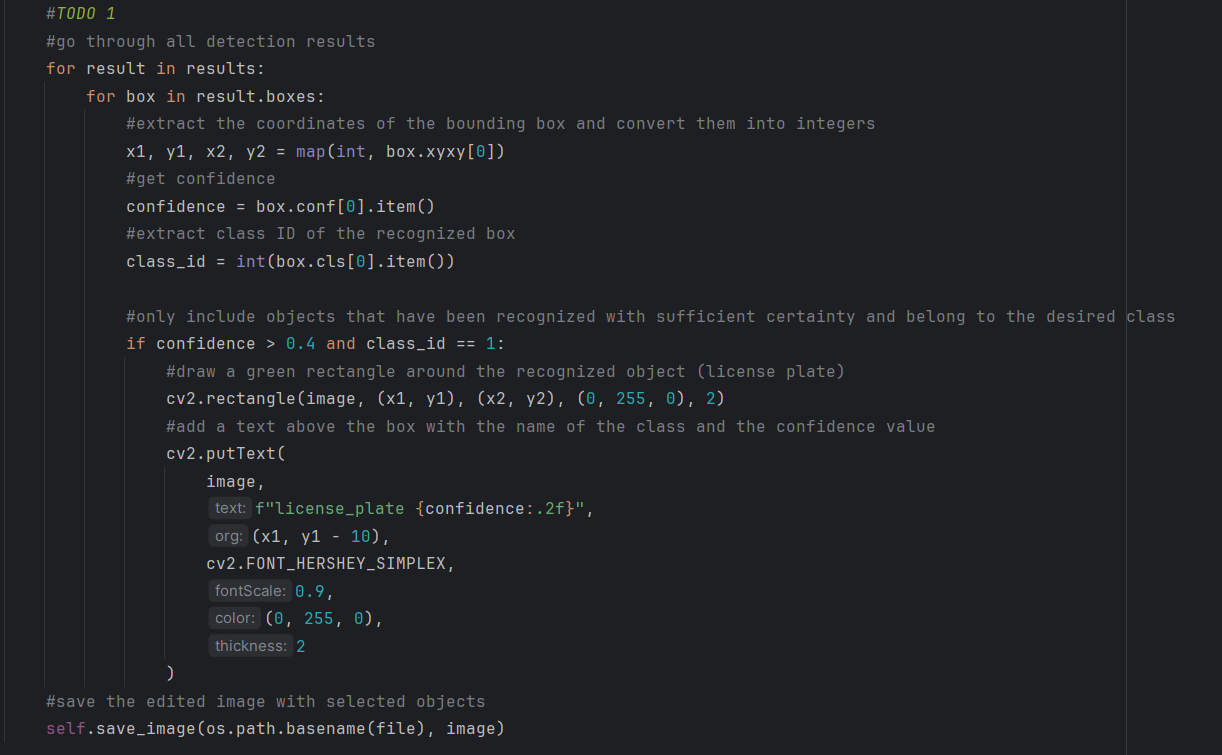 #TODO 1
#go through all detection results
for result in results:
for box in result.boxes:
#extract the coordinates of the bounding box and convert them into integers
x1, y1, x2, y2 = map(int, box.xyxy[0])
#get confidence
confidence = box.conf[0].item()
#extract class ID of the recognized box
class_id = int(box.cls[0].item())
#only include objects that have been recognized with sufficient certainty and belong to the desired class
if confidence > 0.4 and class_id == 1:
#draw a green rectangle around the recognized object (license plate)
cv2.rectangle(image, (x1, y1), (x2, y2), (0, 255, 0), 2)
#add a text above the box with the name of the class and the confidence value
cv2.putText(
image,
text: f"license_plate {confidence:.2f}",
org: (x1, y1 - 10),
cv2.FONT_HERSHEY_SIMPLEX,
fontScale: 0.9,
color: (0, 255, 0),
thickness: 2
)
#save the edited image with selected objects
self.save_image(os.path.basename(file), image)